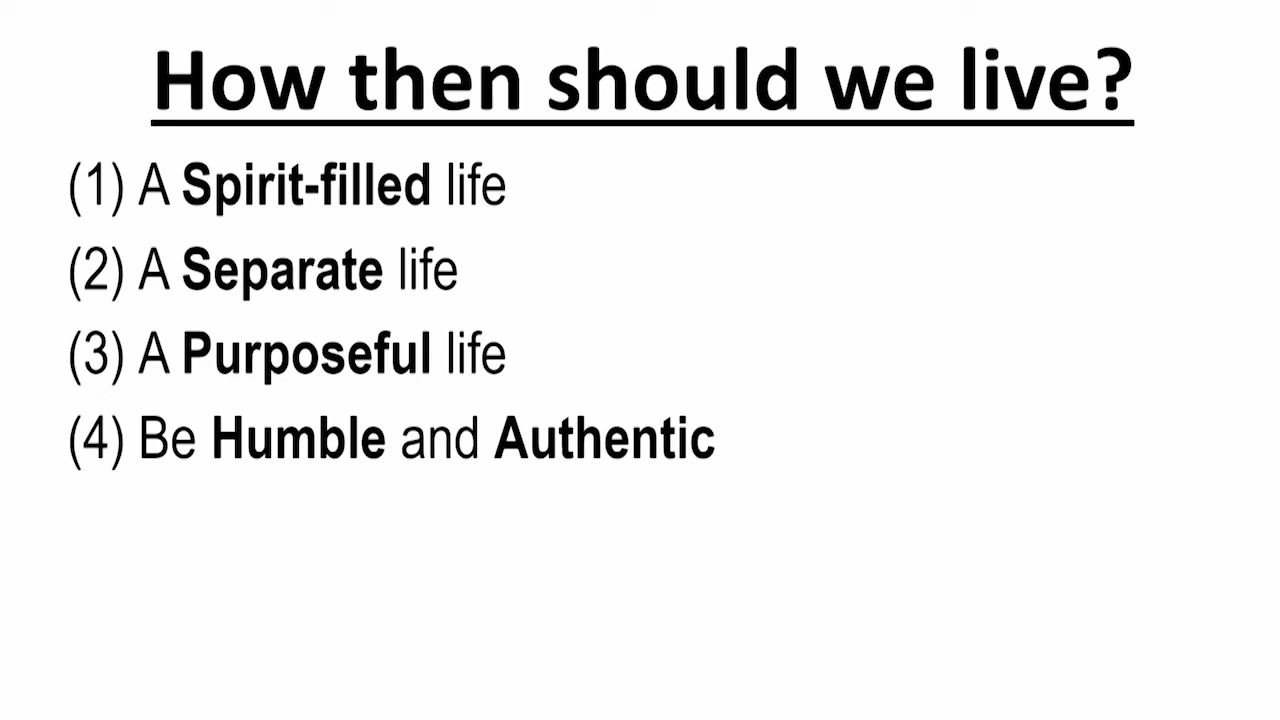 How then should we live?
(1) A Spirit-filled life
(2) A Separate life
(3) A Purposeful life
(4) Be Humble and Authentic